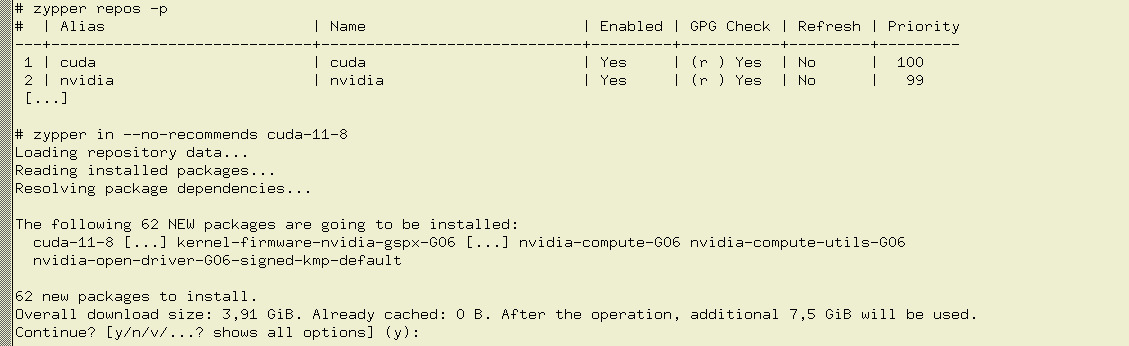 # zypper repos -p
#  | Alias                       | Name                        | Enabled | GPG Check | Refresh | Priority
---+-----------------------------+-----------------------------+---------+-----------+---------+---------
 1 | cuda                        | cuda                        | Yes     | (r ) Yes  | No      |  100
 2 | nvidia                      | nvidia                      | Yes     | (r ) Yes  | No      |   99
 [...]
# zypper in --no-recommends cuda-11-8
Loading repository data...
Reading installed packages...
Resolving package dependencies...
The following 62 NEW packages are going to be installed:
  cuda-11-8 [...] kernel-firmware-nvidia-gspx-G06 [...] nvidia-compute-G06 nvidia-compute-utils-G06
  nvidia-open-driver-G06-signed-kmp-default
62 new packages to install.
Overall download size: 3,91 GiB. Already cached: 0 B. After the operation, additional 7,5 GiB will be used.
Continue? [y/n/v/...? shows all options] (y):